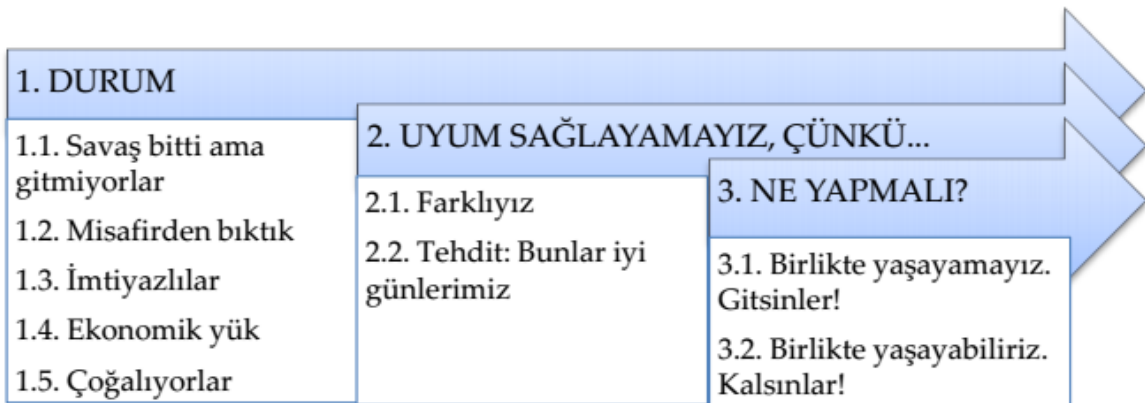 1. DURUM
1.1. Savaş bitti ama
gitmiyorlar
1.2. Misafirden bıktık
1.3. İmtiyazlılar
1.4. Ekonomik yük
1.5. Çoğalıyorlar
2. UYUM SAĞLAYAMAYIZ, ÇÜNKÜ...
2.1. Farklıyız
2.2. Tehdit: Bunlar iyi
günlerimiz
3. NE YAPMALI?
3.1. Birlikte yaşayamayız.
Gitsinler!
3.2. Birlikte yaşayabiliriz.
Kalsınlar!